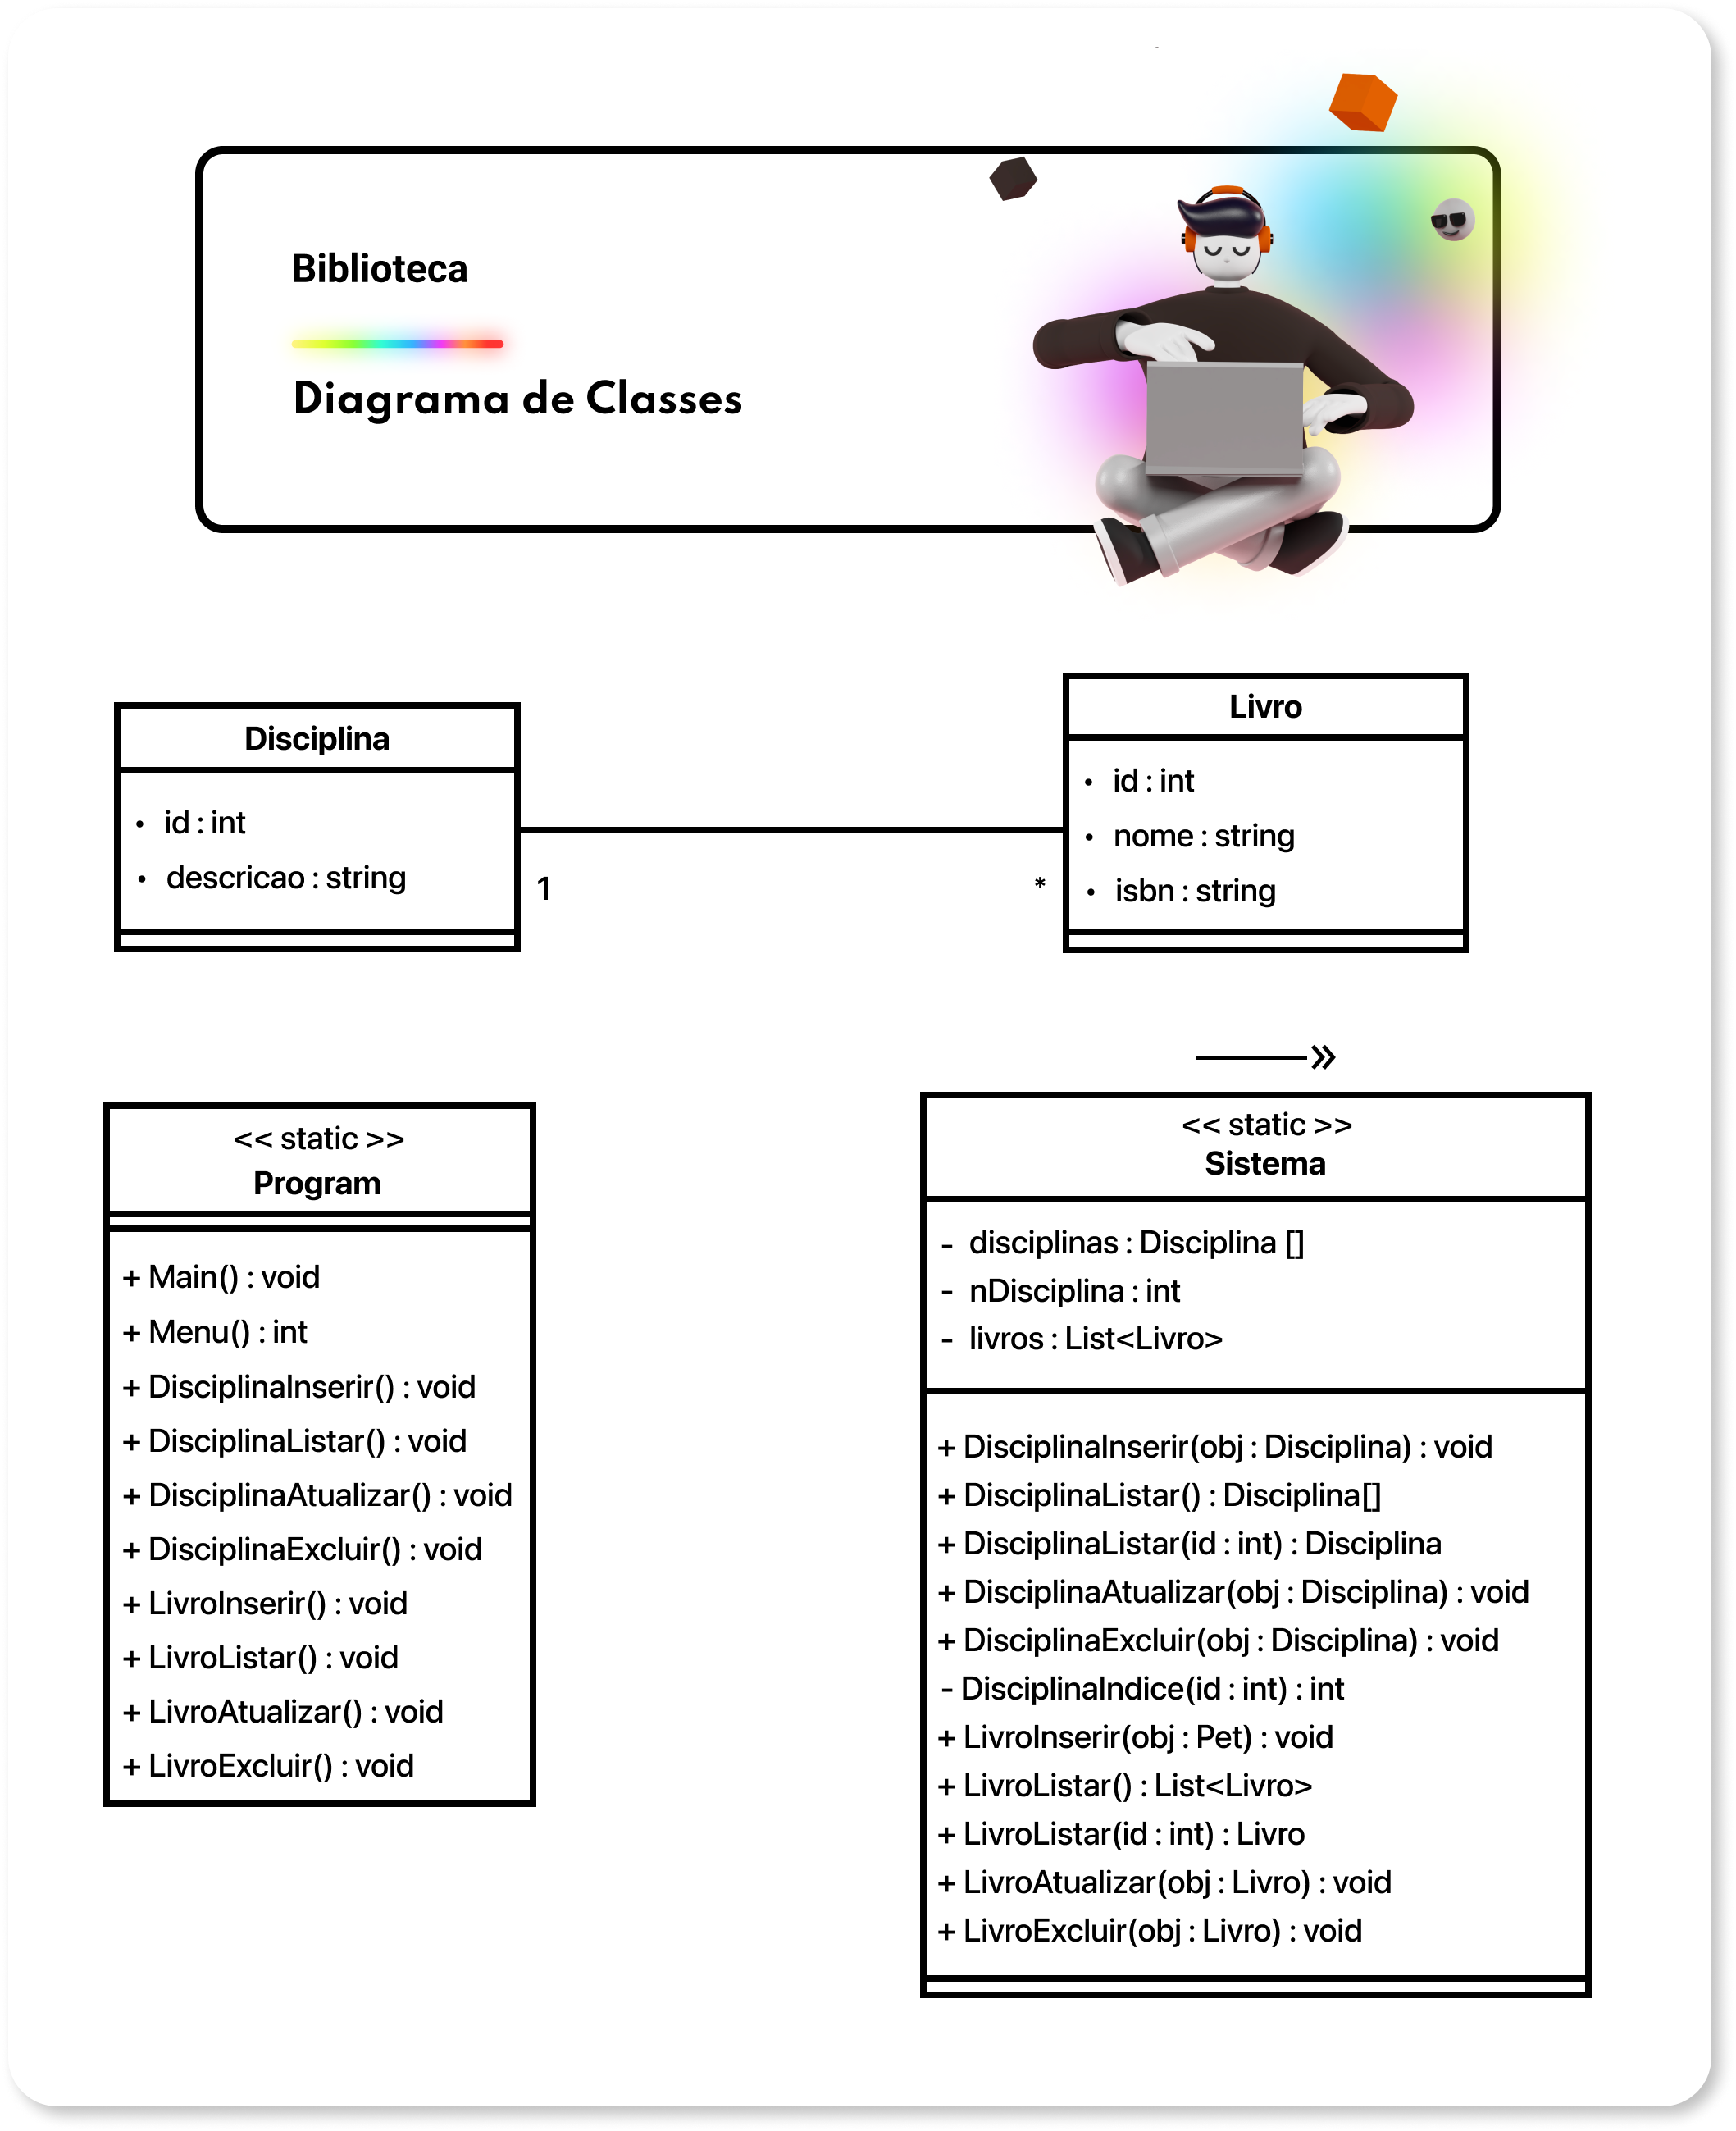 Biblioteca
Diagrama de Classes
Disciplina
• id : int
• descricao : string
1
*
Livro
• id : int
• nome : string
• isbn : string
<< static >>
Program
+ Main() : void
+ Menu() : int
+ DisciplinaInserir() : void
+ DisciplinaListar() : void
+ DisciplinaAtualizar() : void
+ DisciplinaExcluir() : void
+ LivroInserir() : void
+ LivroListar() : void
+ LivroAtualizar() : void
+ LivroExcluir() : void
<< static >>
Sistema
- disciplinas : Disciplina []
- nDisciplina : int
- livros : List<Livro>
+ DisciplinaInserir(obj : Disciplina) : void
+ DisciplinaListar() : Disciplina[]
+ DisciplinaListar(id : int) : Disciplina
+ DisciplinaAtualizar(obj : Disciplina) : void
+ DisciplinaExcluir(obj : Disciplina) : void
- DisciplinaIndice(id : int) : int
+ LivroInserir(obj : Pet) : void
+ LivroListar() : List<Livro>
+ LivroListar(id : int) : Livro
+ LivroAtualizar(obj : Livro) : void
+ LivroExcluir(obj : Livro) : void